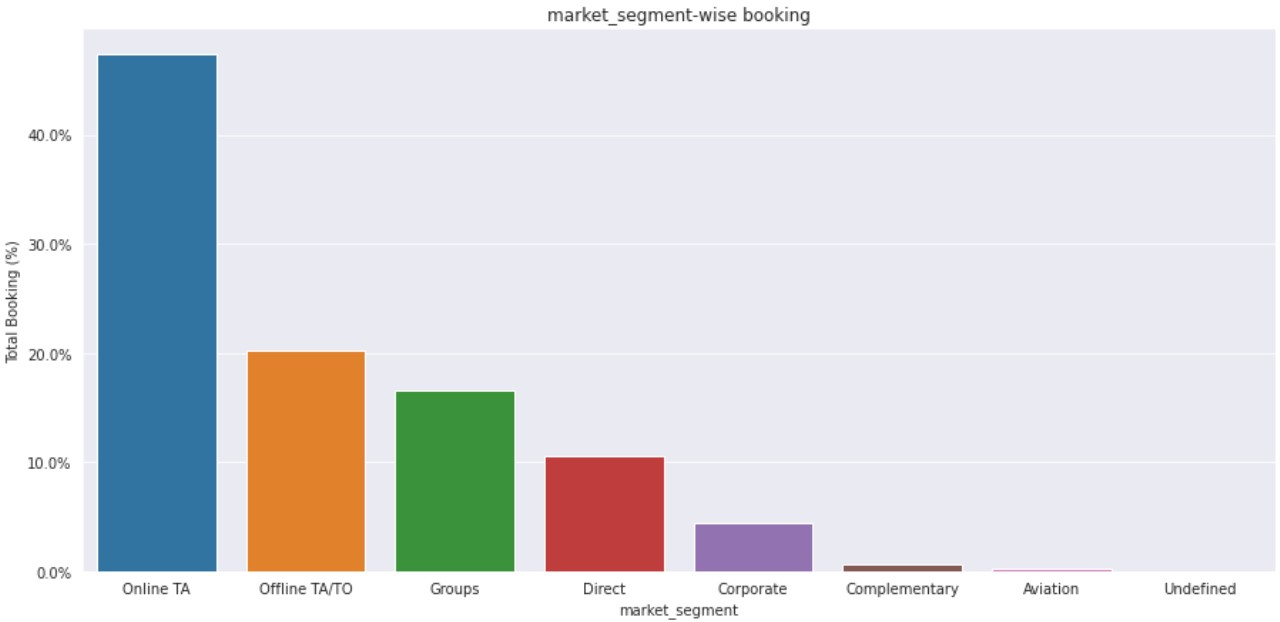 market_segment-wise booking
Total Booking (%)
40.0%
30.0%
20.0%
10.0%
0.0%
Online TA Offline TA/TO Groups Direct Corporate Complementary Aviation Undefined
market_segment